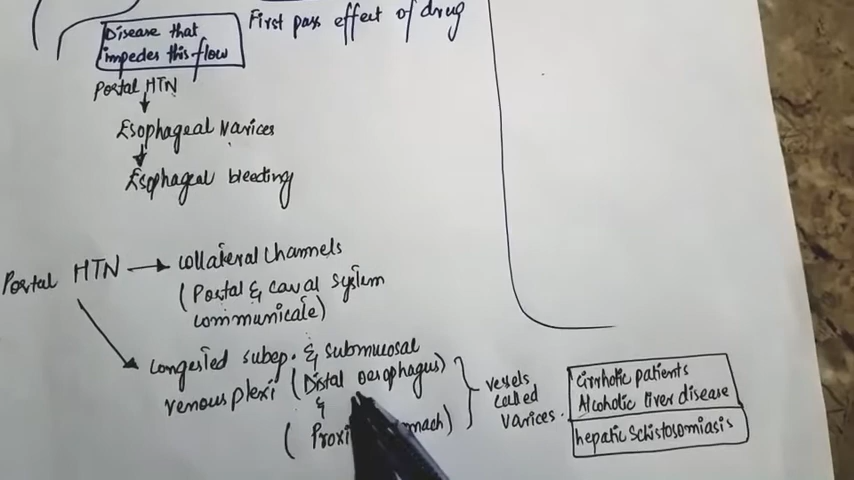 Disease that
impedes this flow
First pass effect of drug
Portal HTN
Esophageal Varices
Esophageal bleeding
Portal HTN → collateral channels
(Portal & caval system
communicate)
Congested subep. & submucosal
venous plexi (Distal oesophagus)
&
vessels
called
varices.
cirrhotic patients
Alcoholic liver disease
hepatic Schistosomiasis